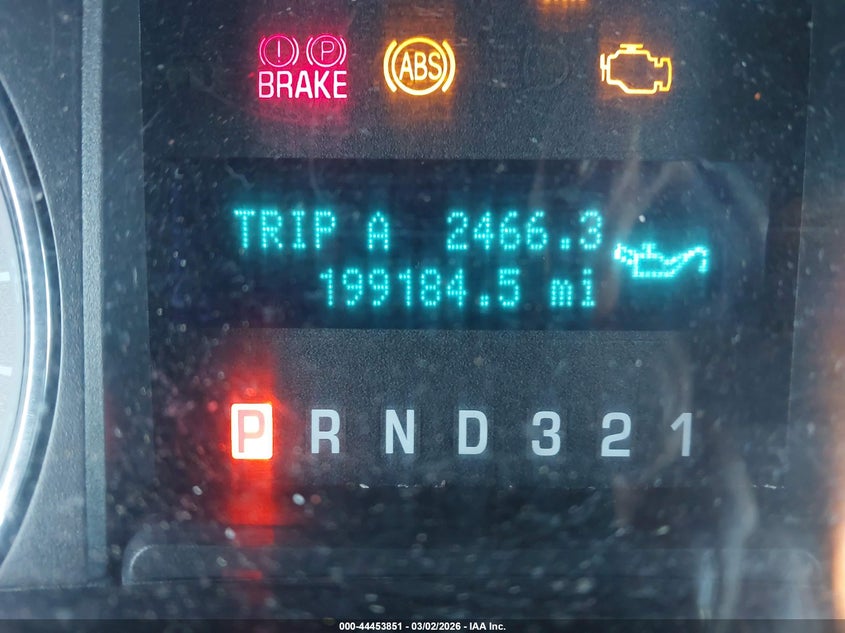 ! P
BRAKE
ABS
TRIP A 2466.3
199184.5 mi
P R N D 3 2 1
000-44453851 - 03/02/2026 - IAA Inc.